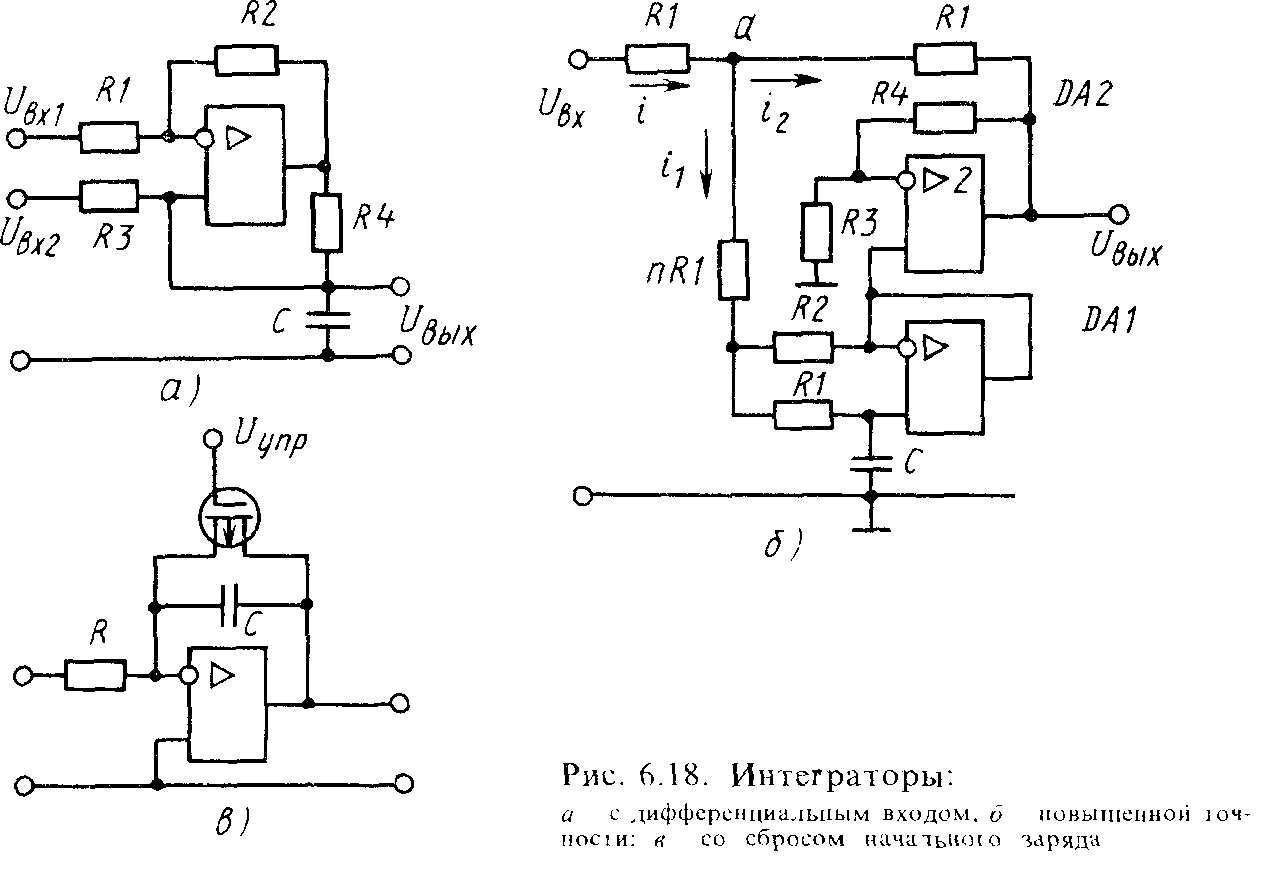 R2
R1
Uвх1
R3
Uвх2
R4
C
Uвых
а)
R1
a
R1
Uвх
i
i2
i1
R4
DA2
2
R3
Uвых
nR1
R2
DA1
R1
C
б)
Uупр
C
R
в)
Рис. 6.18. Интеграторы:
а с дифференциальным входом, б повышенной точ-
ности: в со сбросом начального заряда